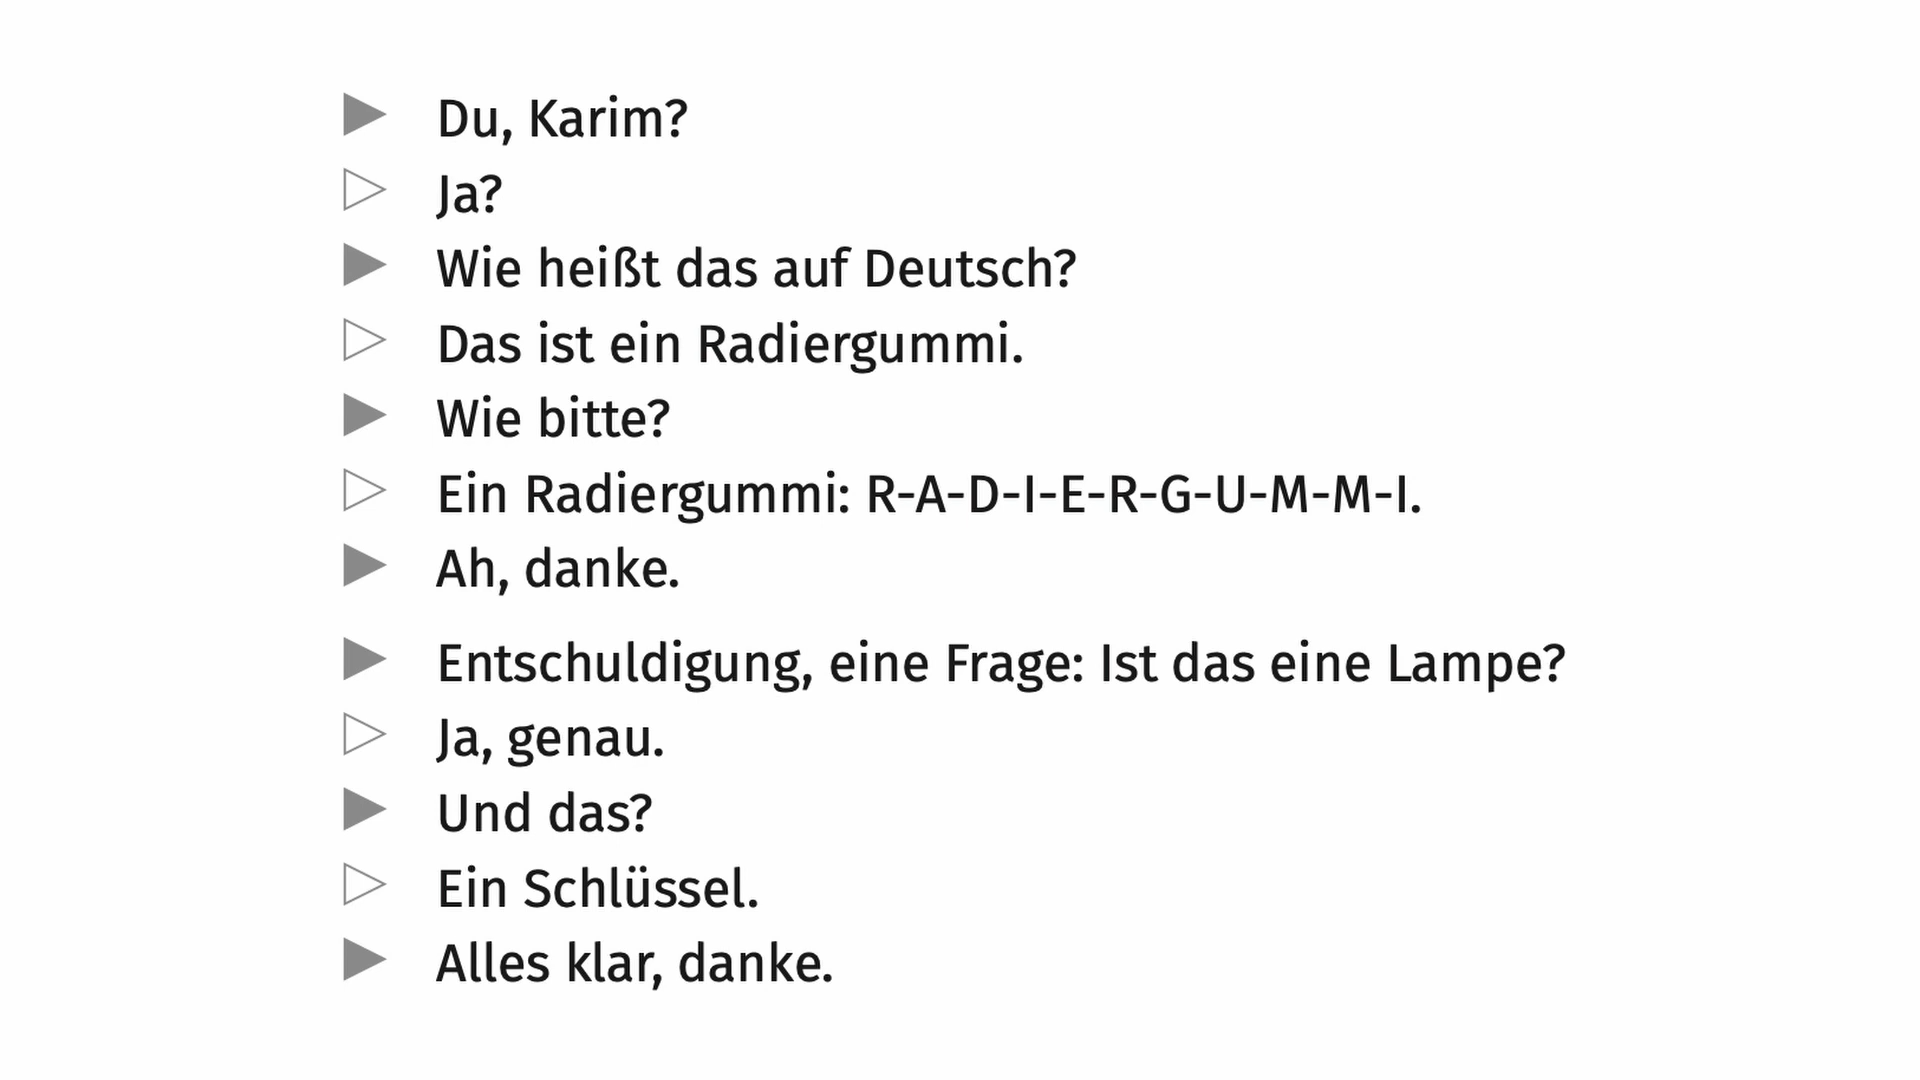 Du, Karim?
Ja?
Wie heißt das auf Deutsch?
Das ist ein Radiergummi.
Wie bitte?
Ein Radiergummi: R-A-D-I-E-R-G-U-M-M-I.
Ah, danke.
Entschuldigung, eine Frage: Ist das eine Lampe?
Ja, genau.
Und das?
Ein Schlüssel.
Alles klar, danke.